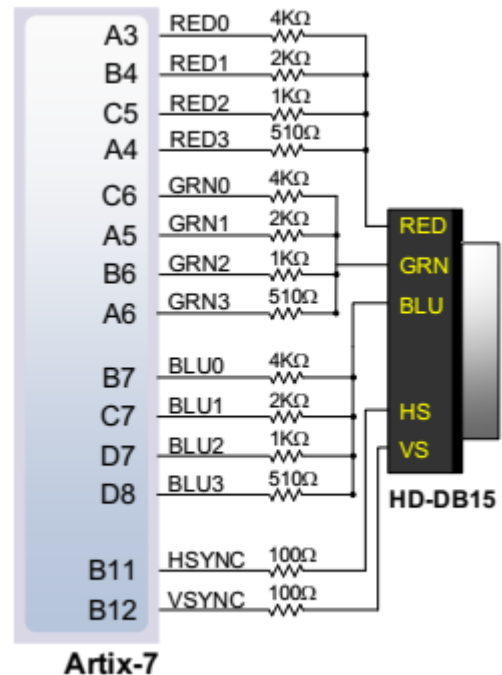 A3 RED0 4KΩ
B4 RED1 2KΩ
C5 RED2 1KΩ
A4 RED3 510Ω
C6 GRN0 4KΩ
A5 GRN1 2KΩ
B6 GRN2 1KΩ
A6 GRN3 510Ω
B7 BLU0 4KΩ
C7 BLU1 2KΩ
D7 BLU2 1KΩ
D8 BLU3 510Ω
B11 HSYNC 100Ω
B12 VSYNC 100Ω
Artix-7
RED
GRN
BLU
HS
VS
HD-DB15